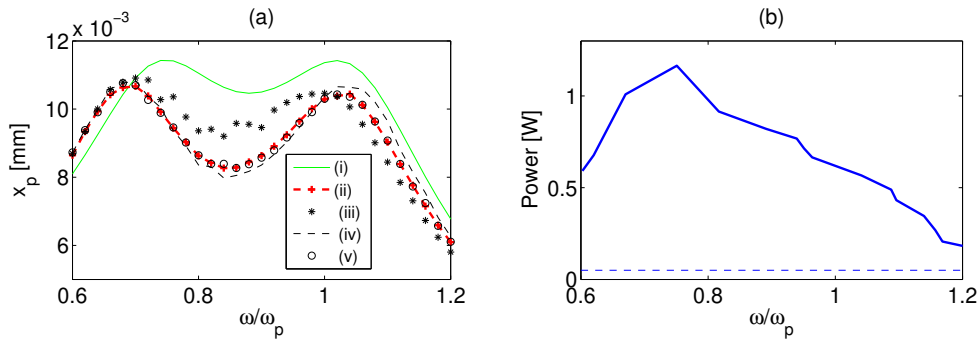 (a)
x 10⁻³
12
10
8
6
x_p [mm]
0.6
0.8
1
1.2
ω/ω_p
(i)
(ii)
(iii)
(iv)
(v)
(b)
1
0.5
0
Power [W]
0.6
0.8
1
1.2
ω/ω_p